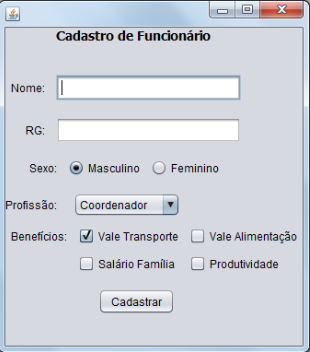 Cadastro de Funcionário
Nome:
RG:
Sexo: Masculino Feminino
Profissão: Coordenador
Benefícios: Vale Transporte Vale Alimentação
Salário Família Produtividade
Cadastrar